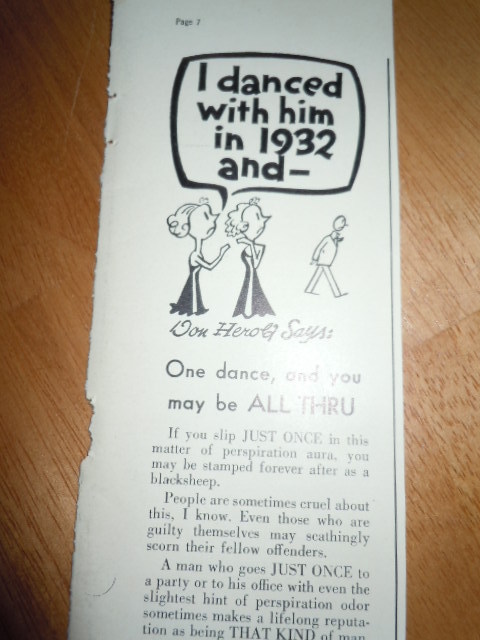 Page 7
I danced
with him
in 1932
and—
Don Herold Says:
One dance, and you
may be ALL THRU
If you slip JUST ONCE in this
matter of perspiration aura, you
may be stamped forever after as a
blacksheep.
People are sometimes cruel about
this, I know. Even those who are
guilty themselves may scathingly
scorn their fellow offenders.
A man who goes JUST ONCE to
a party or to his office with even the
slightest hint of perspiration odor
sometimes makes a lifelong reputa-
tion as being THAT KIND of man.